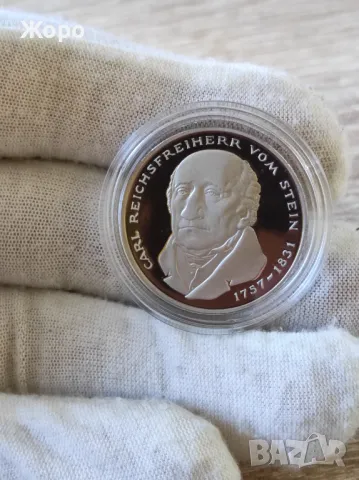 Жоро
CARL REICHSFREIHERR VOM STEIN
1757-1831
BAZAR